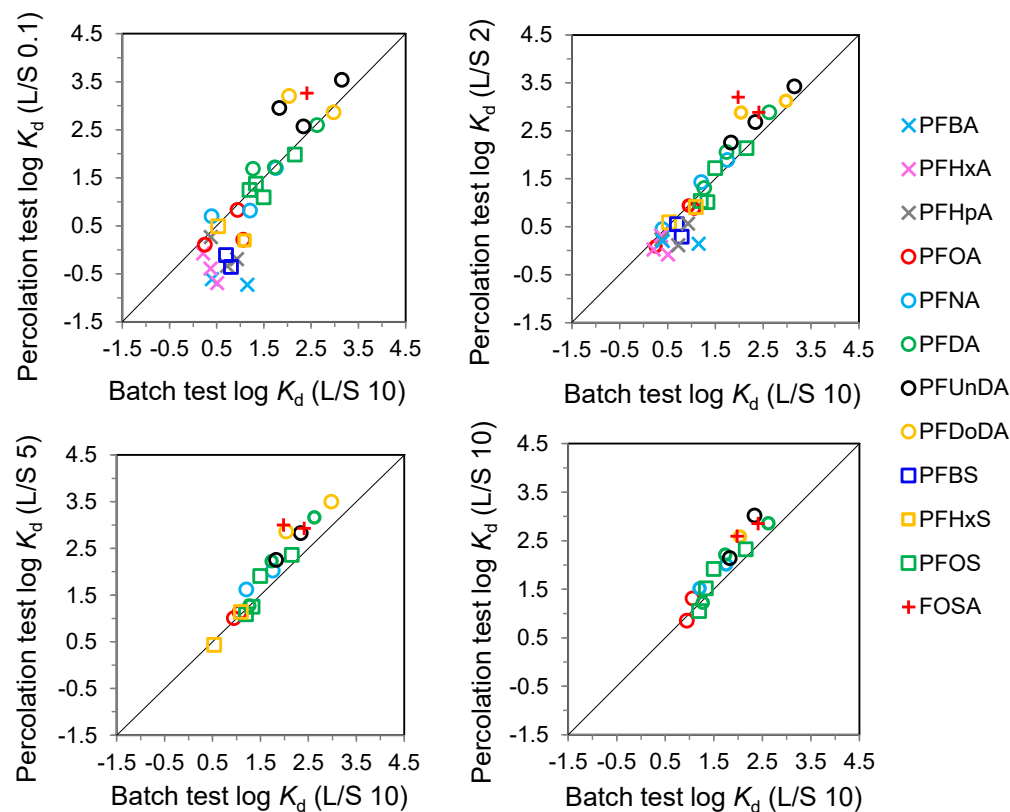 Percolation test log Kd (L/S 0.1)
4.5
3.5
2.5
1.5
0.5
-0.5
-1.5
-1.5 -0.5 0.5 1.5 2.5 3.5 4.5
Batch test log Kd (L/S 10)
Percolation test log Kd (L/S 2)
4.5
3.5
2.5
1.5
0.5
-0.5
-1.5
-1.5 -0.5 0.5 1.5 2.5 3.5 4.5
Batch test log Kd (L/S 10)
Percolation test log Kd (L/S 5)
4.5
3.5
2.5
1.5
0.5
-0.5
-1.5
-1.5 -0.5 0.5 1.5 2.5 3.5 4.5
Batch test log Kd (L/S 10)
Percolation test log Kd (L/S 10)
4.5
3.5
2.5
1.5
0.5
-0.5
-1.5
-1.5 -0.5 0.5 1.5 2.5 3.5 4.5
Batch test log Kd (L/S 10)
PFBA
PFHxA
PFHpA
PFOA
PFNA
PFDA
PFUnDA
PFDoDA
PFBS
PFHxS
PFOS
FOSA